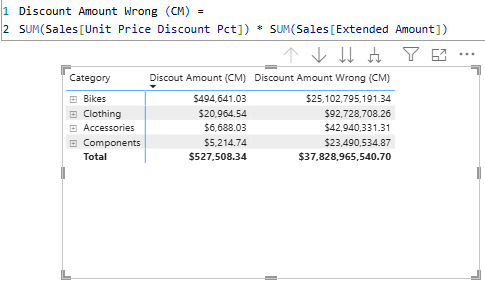 1 Discount Amount Wrong (CM) =
2 SUM(Sales[Unit Price Discount Pct]) * SUM(Sales[Extended Amount])
Category Discout Amount (CM) Discount Amount Wrong (CM)
Bikes $494,641.03 $25,102,795,191.34
Clothing $20,964.54 $92,728,708.26
Accessories $6,688.03 $42,940,331.31
Components $5,214.74 $23,490,534.87
Total $527,508.34 $37,828,965,540.70